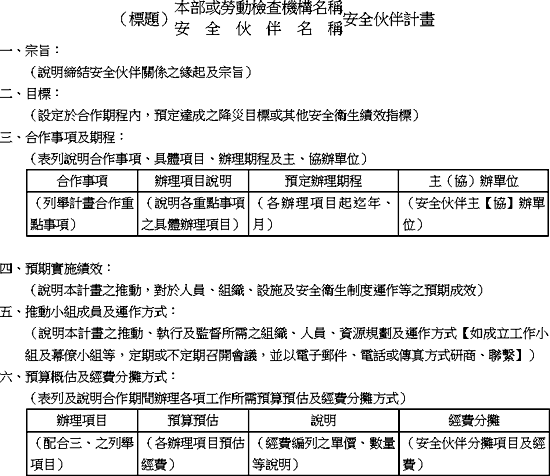 本部或勞動檢查機構名稱
（標題）安全伙伴名稱安全伙伴計畫
一、宗旨：
（說明締結安全伙伴關係之緣起及宗旨）
二、目標：
（設定於合作期程內，預定達成之降災目標或其他安全衛生績效指標）
三、合作事項及期程：
（表列說明合作事項、具體項目、辦理期程及主、協辦單位）
合作事項 辦理項目說明 預定辦理期程 主（協）辦單位
（列舉計畫合作重 （說明各重點事項 （各辦理項目起迄年、 （安全伙伴主【協】辦單
點事項） 之具體辦理項目） 月） 位）
四、預期實施績效：
（說明本計畫之推動，對於人員、組織、設施及安全衛生制度運作等之預期成效）
五、推動小組成員及運作方式：
（說明本計畫之推動、執行及監督所需之組織、人員、資源規劃及運作方式【如成立工作小
組及幕僚小組等，定期或不定期召開會議，並以電子郵件、電話或傳真方式研商、聯繫】）
六、預算概估及經費分攤方式：
（表列及說明合作期間辦理各項工作所需預算預估及經費分攤方式）
辦理項目 預算預估 說明 經費分攤
（配合三、之列舉 （各辦理項目預估 （經費編列之單價、數量 （安全伙伴分攤項目及經
項目） 經費） 等說明） 費）